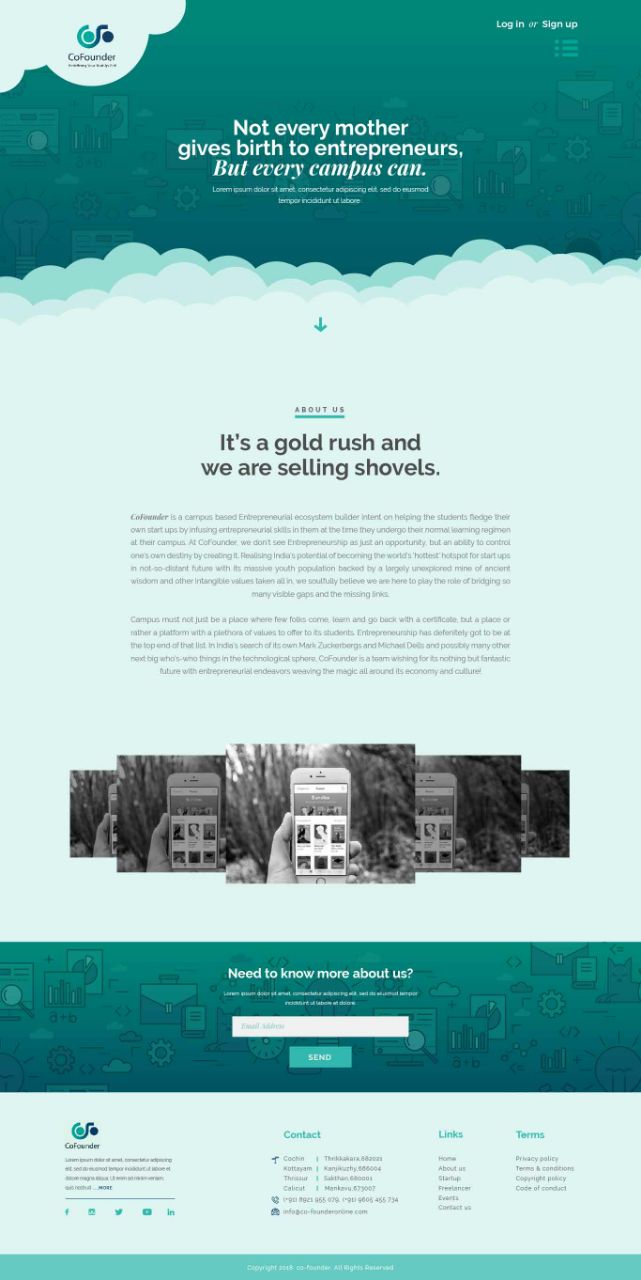 CoFounder
Log in or Sign up
Not every mother
gives birth to entrepreneurs,
But every campus can.
Lorem ipsum dolor sit amet, consectetur adipiscing elit, sed do eiusmod
tempor incididunt ut labore
ABOUT US
It's a gold rush and
we are selling shovels.
CoFounder is a campus based Entrepreneurial ecosystem builder intent on helping the students fledge their
own start ups by infusing entrepreneurial skills in them at the time they undergo their normal learning regimen
at their campus. At CoFounder, we don't see Entrepreneurship as just an opportunity, but an ability to control
one's own destiny by creating it. Realising India's potential of becoming the world's 'hottest' hotspot for start ups
in not-so-distant future with its massive youth population backed by a largely unexplored mine of ancient
wisdom and other intangible values taken all in, we soulfully believe we are here to play the role of bridging so
many visible gaps and the missing links.
Campus must not just be a place where few folks come, learn and go back with a certificate, but a place or
rather a platform with a plethora of values to offer to its students. Entrepreneurship has defenitely got to be at
the top end of that list. In India's search of its own Mark Zuckerbergs and Michael Dells and possibly many other
next big who's-who things in the technological sphere, CoFounder is a team wishing for its nothing but fantastic
future with entrepreneurial endeavors weaving the magic all around its economy and culture!
Need to know more about us?
Lorem ipsum dolor sit amet, consectetur adipiscing elit, sed do eiusmod tempor
incididunt ut labore et dolore.
Email Address
SEND
a+b
a+b
CoFounder
Lorem ipsum dolor sit amet, consectetur adipiscing
elit, sed do eiusmod tempor incididunt ut labore et
dolore magna aliqua. Ut enim ad minim veniam,
quis nostrud ....MORE
Contact
Cochin | Thrikkakara,682021
Kottayam | Kanjikuzhy,686004
Thrissur | Sakthan,680001
Calicut | Mankavu,673007
(+91) 8921 955 079, (+91) 9605 455 734
info@co-founderonline.com
Links
Home
About us
Startup
Freelancer
Events
Contact us
Terms
Privacy policy
Terms & conditions
Copyright policy
Code of conduct
Copyright 2018 co-founder. All Rights Reserved.